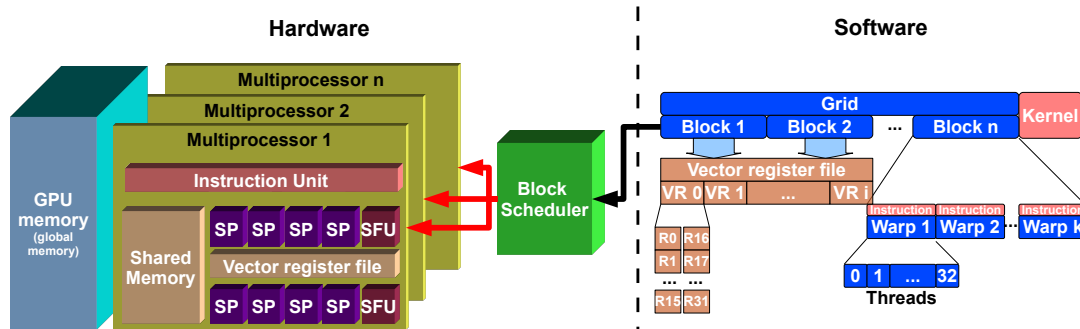 Hardware
Software
Multiprocessor n
Multiprocessor 2
Multiprocessor 1
Instruction Unit
GPU
memory
(global
memory)
Shared
Memory
SP SP SP SP SFU
Vector register file
SP SP SP SP SFU
Block
Scheduler
Grid
Kernel
Block 1 Block 2 ... Block n
Vector register file
VR 0 VR 1 ... VR i
R0 R16
R1 R17
... ...
R15 R31
Instruction Instruction Instruction
Warp 1 Warp 2 ... Warp k
0 1 ... 32
Threads